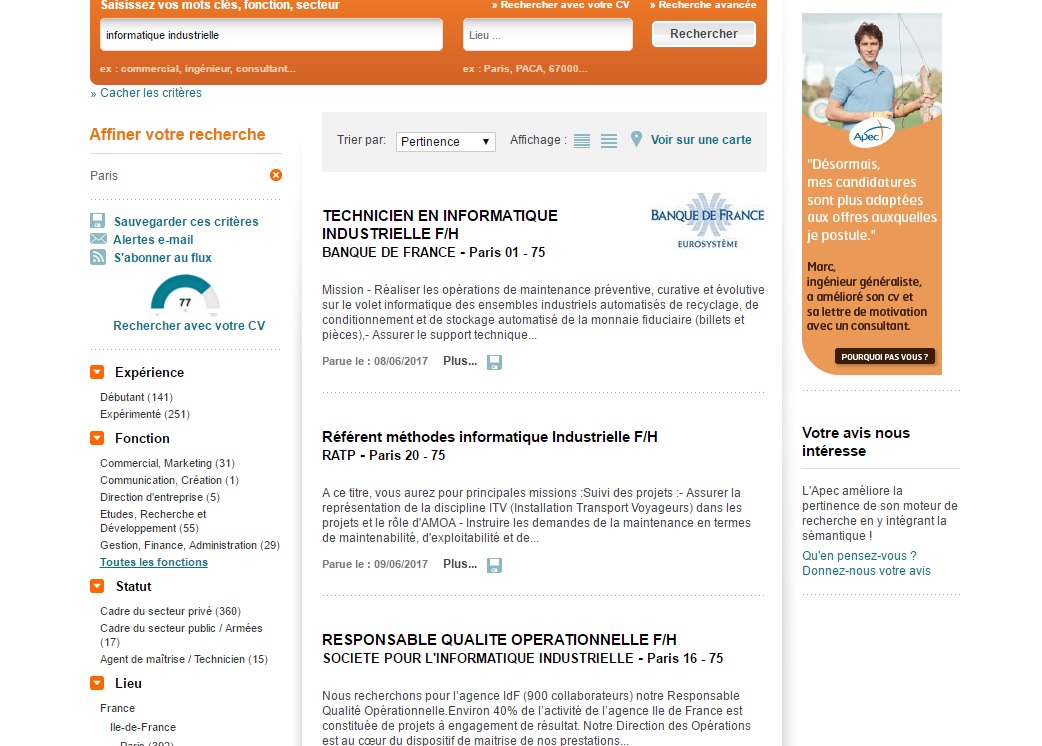 Saisissez vos mots clés, fonction, secteur
» Rechercher avec votre CV
» Recherche avancée
informatique industrielle
Lieu ...
Rechercher
ex : commercial, ingénieur, consultant...
ex : Paris, PACA, 67000...
» Cacher les critères
Affiner votre recherche
Paris
Sauvegarder ces critères
Alertes e-mail
S'abonner au flux
77
Rechercher avec votre CV
Expérience
Débutant (141)
Expérimenté (251)
Fonction
Commercial, Marketing (31)
Communication, Création (1)
Direction d'entreprise (5)
Etudes, Recherche et
Développement (55)
Gestion, Finance, Administration (29)
Toutes les fonctions
Statut
Cadre du secteur privé (360)
Cadre du secteur public / Armées
(17)
Agent de maîtrise / Technicien (15)
Lieu
France
Ile-de-France
Paris (392)
Trier par:
Pertinence
Affichage :
Voir sur une carte
TECHNICIEN EN INFORMATIQUE
INDUSTRIELLE F/H
BANQUE DE FRANCE - Paris 01 - 75
BANQUE DE FRANCE
EUROSYSTÈME
Mission - Réaliser les opérations de maintenance préventive, curative et évolutive
sur le volet informatique des ensembles industriels automatisés de recyclage, de
conditionnement et de stockage automatisé de la monnaie fiduciaire (billets et
pièces),- Assurer le support technique...
Parue le : 08/06/2017 Plus...
Référent méthodes informatique Industrielle F/H
RATP - Paris 20 - 75
A ce titre, vous aurez pour principales missions :Suivi des projets :- Assurer la
représentation de la discipline ITV (Installation Transport Voyageurs) dans les
projets et le rôle d'AMOA - Instruire les demandes de la maintenance en termes
de maintenabilité, d'exploitabilité et de...
Parue le : 09/06/2017 Plus...
RESPONSABLE QUALITE OPERATIONNELLE F/H
SOCIETE POUR L'INFORMATIQUE INDUSTRIELLE - Paris 16 - 75
Nous recherchons pour l’agence IdF (900 collaborateurs) notre Responsable
Qualité Opérationnelle.Environ 40% de l’activité de l’agence Ile de France est
constituée de projets à engagement de résultat. Notre Direction des Opérations
est au cœur du dispositif de maitrise de nos prestations...
Apec
"Désormais,
mes candidatures
sont plus adaptées
aux offres auxquelles
je postule."
Marc,
ingénieur généraliste,
a amélioré son cv et
sa lettre de motivation
avec un consultant.
POURQUOI PAS VOUS ?
Votre avis nous
intéresse
L'Apec améliore la
pertinence de son moteur de
recherche en y intégrant la
sémantique !
Qu'en pensez-vous ?
Donnez-nous votre avis